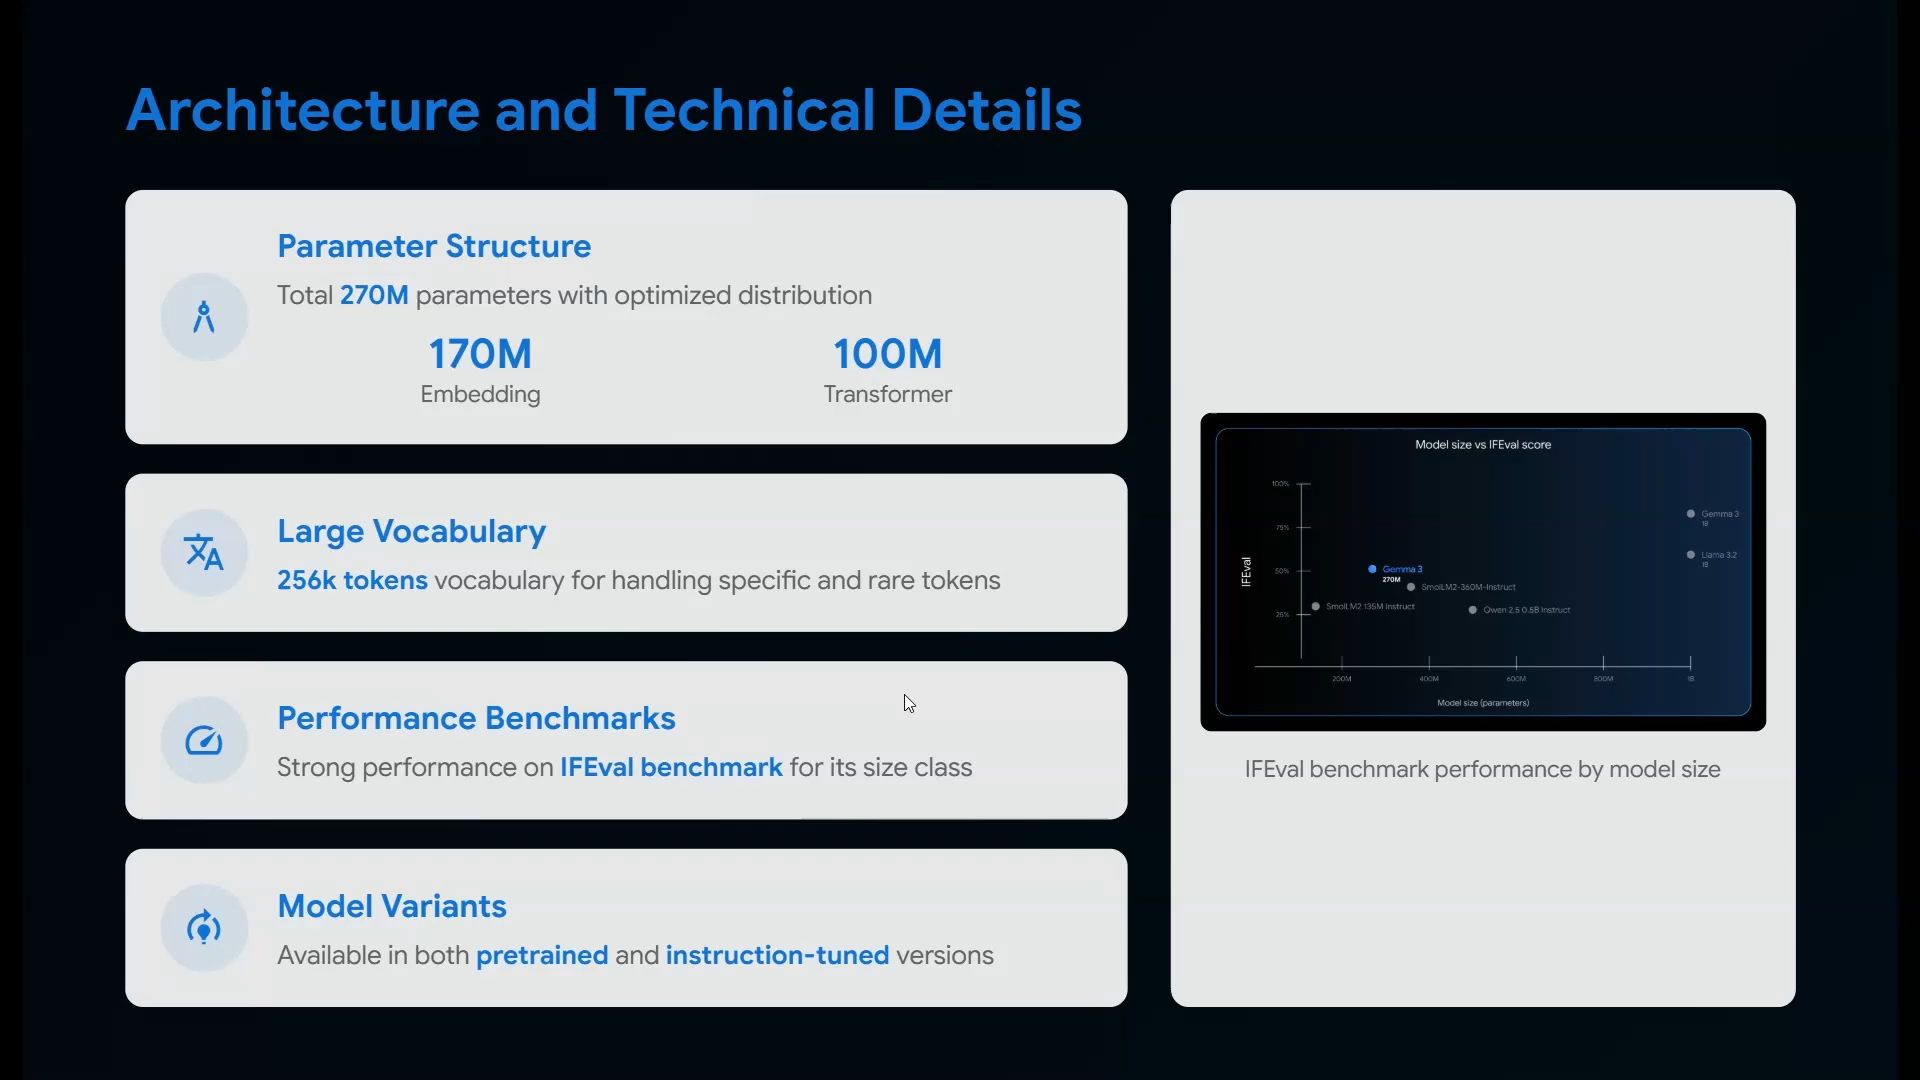 Architecture and Technical Details
Parameter Structure
Total 270M parameters with optimized distribution
170M
Embedding
100M
Transformer
Large Vocabulary
256k tokens vocabulary for handling specific and rare tokens
Performance Benchmarks
Strong performance on IFEval benchmark for its size class
Model Variants
Available in both pretrained and instruction-tuned versions
Model size vs IFEval score
100%
75%
50%
25%
IFEval
Gemma 3
1B
Llama 3.2
1B
Gemma 3
270M
SmolLM2-360M-Instruct
SmolLM2 135M Instruct
Qwen 2.5 0.5B Instruct
200M
400M
600M
800M
1B
Model size (parameters)
IFEval benchmark performance by model size